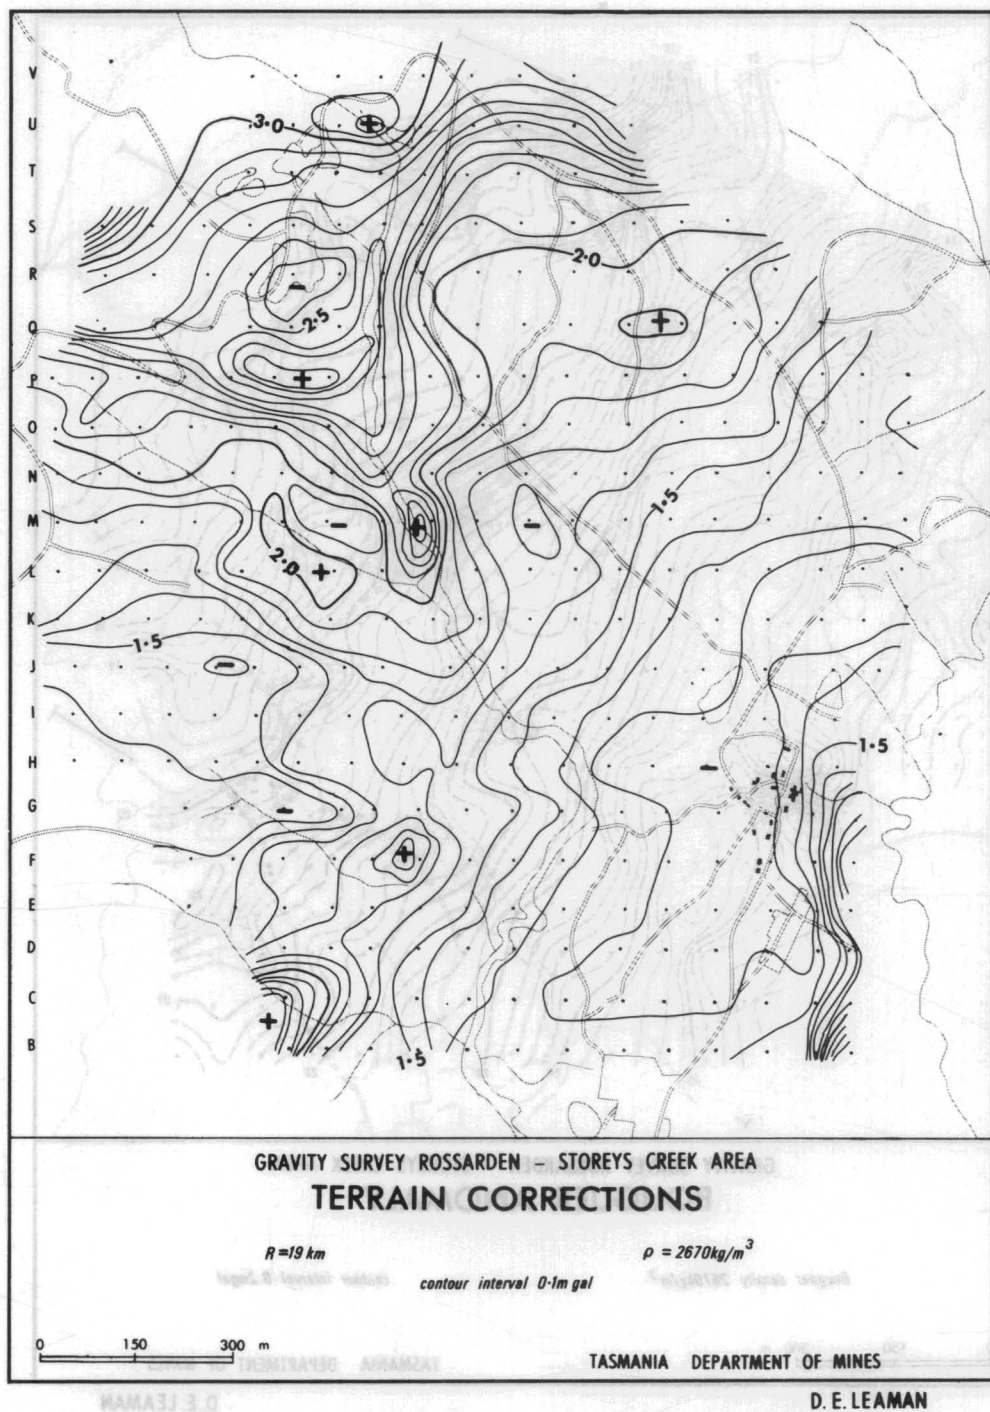 V
U
3·0
T
S
R
2·0
Q
2·5
P
O
N
M
1·5
2·0
L
K
1·5
J
I
H
1·5
G
F
E
D
C
B
1·5
GRAVITY SURVEY ROSSARDEN – STOREYS CREEK AREA
TERRAIN CORRECTIONS
R = 19 km ρ = 2670kg/m³
contour interval 0·1m gal
0 150 300 m
TASMANIA DEPARTMENT OF MINES
D. E. LEAMAN